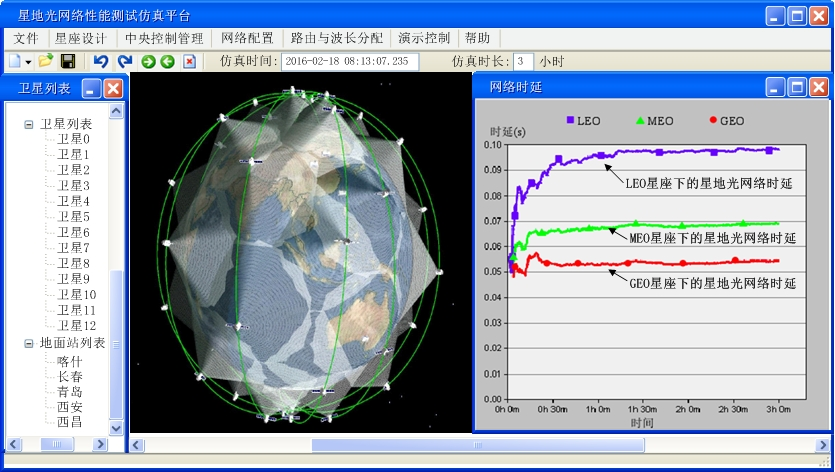 星地光网络性能测试仿真平台
文件 星座设计 中央控制管理 网络配置 路由与波长分配 演示控制 帮助
仿真时间: 2016-02-18 08:13:07.235 仿真时长: 3 小时
卫星列表
卫星列表
卫星0
卫星1
卫星2
卫星3
卫星4
卫星5
卫星6
卫星7
卫星8
卫星9
卫星10
卫星11
卫星12
地面站列表
喀什
长春
青岛
西安
西昌
网络时延
LEO MEO GEO
时延(s)
0.10
0.09
0.08
0.07
0.06
0.05
0.04
0.03
0.02
0.01
0.00
LEO星座下的星地光网络时延
MEO星座下的星地光网络时延
GEO星座下的星地光网络时延
0h 0m 0h 30m 1h 0m 1h 30m 2h 0m 2h 30m 3h 0m
时间